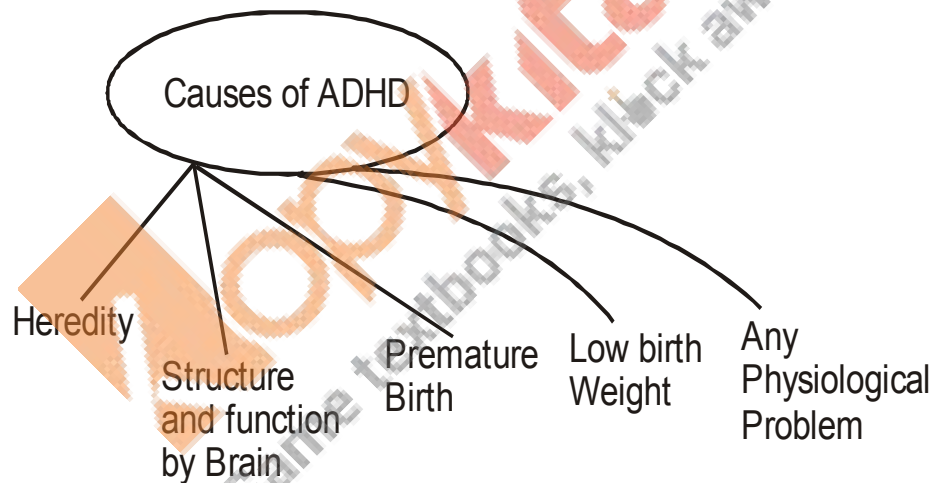 Causes of ADHD
Heredity
Structure
and function
by Brain
Premature
Birth
Low birth
Weight
Any
Physiological
Problem